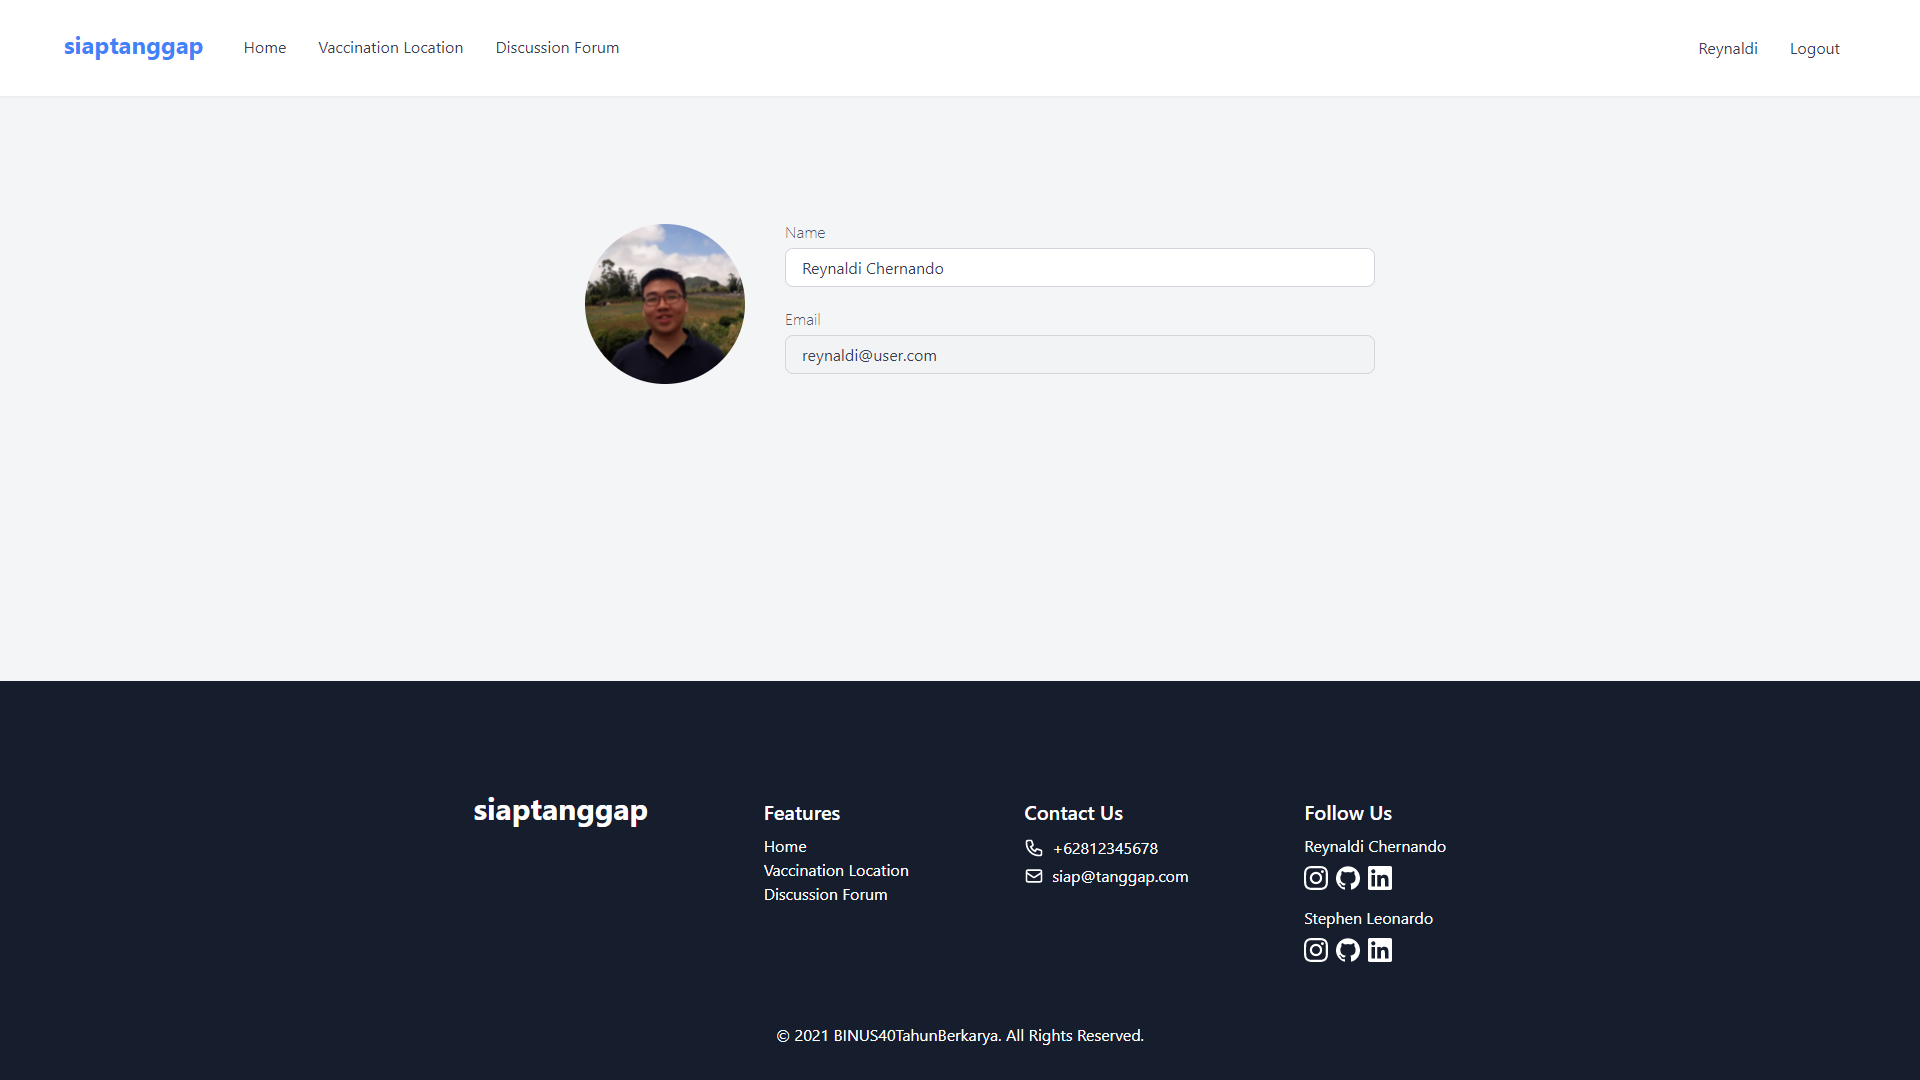 siaptanggap
Home
Vaccination Location
Discussion Forum
Reynaldi
Logout
Name
Reynaldi Chernando
Email
reynaldi@user.com
siaptanggap
Features
Home
Vaccination Location
Discussion Forum
Contact Us
+62812345678
siap@tanggap.com
Follow Us
Reynaldi Chernando
Stephen Leonardo
© 2021 BINUS40TahunBerkarya. All Rights Reserved.